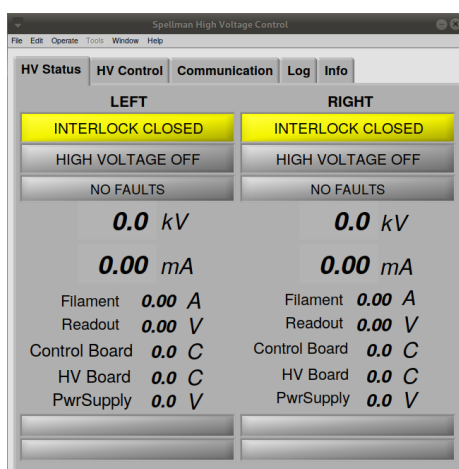 Spellman High Voltage Control
File Edit Operate Tools Window Help
HV Status HV Control Communication Log Info
LEFT RIGHT
INTERLOCK CLOSED INTERLOCK CLOSED
HIGH VOLTAGE OFF HIGH VOLTAGE OFF
NO FAULTS NO FAULTS
0.0 kV 0.0 kV
0.00 mA 0.00 mA
Filament 0.00 A Filament 0.00 A
Readout 0.00 V Readout 0.00 V
Control Board 0.0 C Control Board 0.0 C
HV Board 0.0 C HV Board 0.0 C
PwrSupply 0.0 V PwrSupply 0.0 V